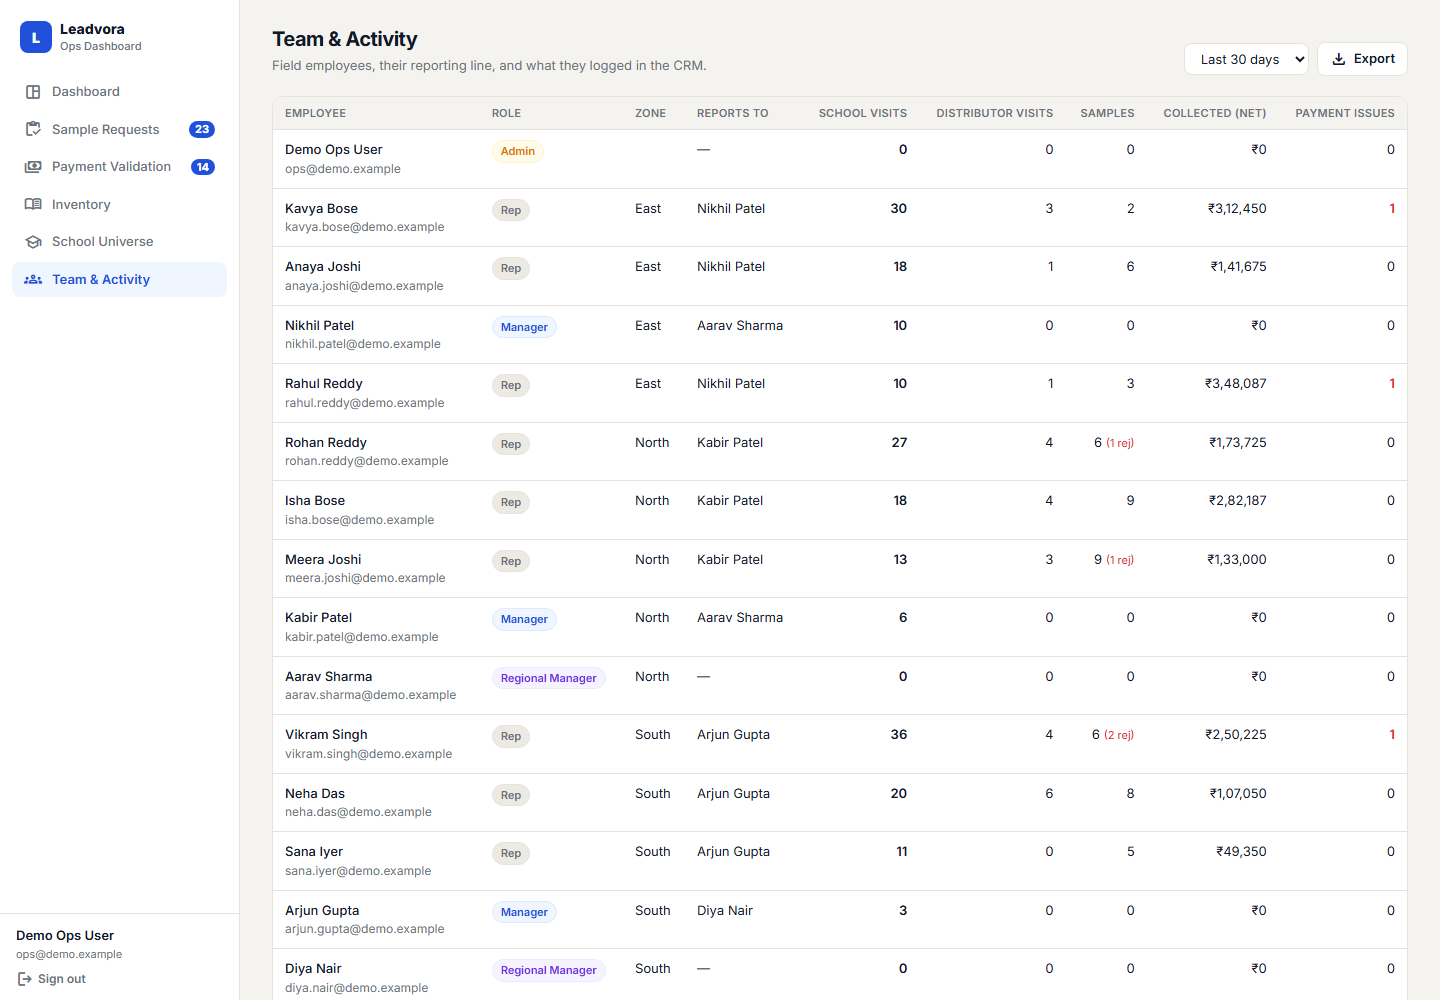 L
Leadvora
Ops Dashboard
Dashboard
Sample Requests 23
Payment Validation 14
Inventory
School Universe
Team & Activity
Demo Ops User
ops@demo.example
Sign out
Team & Activity
Field employees, their reporting line, and what they logged in the CRM.
Last 30 days
Export
EMPLOYEE ROLE ZONE REPORTS TO SCHOOL VISITS DISTRIBUTOR VISITS SAMPLES COLLECTED (NET) PAYMENT ISSUES
Demo Ops User Admin — 0 0 0 ₹0 0
ops@demo.example
Kavya Bose Rep East Nikhil Patel 30 3 2 ₹3,12,450 1
kavya.bose@demo.example
Anaya Joshi Rep East Nikhil Patel 18 1 6 ₹1,41,675 0
anaya.joshi@demo.example
Nikhil Patel Manager East Aarav Sharma 10 0 0 ₹0 0
nikhil.patel@demo.example
Rahul Reddy Rep East Nikhil Patel 10 1 3 ₹3,48,087 1
rahul.reddy@demo.example
Rohan Reddy Rep North Kabir Patel 27 4 6 (1 rej) ₹1,73,725 0
rohan.reddy@demo.example
Isha Bose Rep North Kabir Patel 18 4 9 ₹2,82,187 0
isha.bose@demo.example
Meera Joshi Rep North Kabir Patel 13 3 9 (1 rej) ₹1,33,000 0
meera.joshi@demo.example
Kabir Patel Manager North Aarav Sharma 6 0 0 ₹0 0
kabir.patel@demo.example
Aarav Sharma Regional Manager North — 0 0 0 ₹0 0
aarav.sharma@demo.example
Vikram Singh Rep South Arjun Gupta 36 4 6 (2 rej) ₹2,50,225 1
vikram.singh@demo.example
Neha Das Rep South Arjun Gupta 20 6 8 ₹1,07,050 0
neha.das@demo.example
Sana Iyer Rep South Arjun Gupta 11 0 5 ₹49,350 0
sana.iyer@demo.example
Arjun Gupta Manager South Diya Nair 3 0 0 ₹0 0
arjun.gupta@demo.example
Diya Nair Regional Manager South — 0 0 0 ₹0 0
diya.nair@demo.example